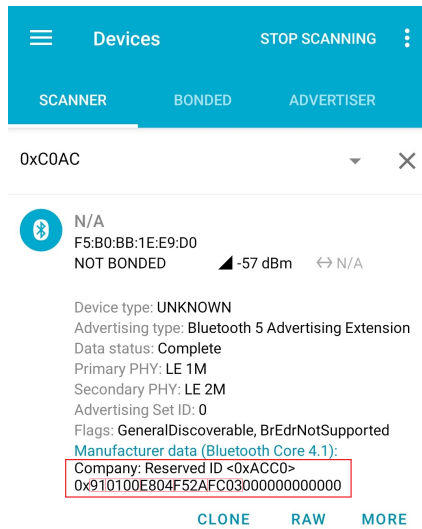 Devices STOP SCANNING
SCANNER BONDED ADVERTISER
0xC0AC
N/A
F5:B0:BB:1E:E9:D0
NOT BONDED -57 dBm N/A
Device type: UNKNOWN
Advertising type: Bluetooth 5 Advertising Extension
Data status: Complete
Primary PHY: LE 1M
Secondary PHY: LE 2M
Advertising Set ID: 0
Flags: GeneralDiscoverable, BrEdrNotSupported
Manufacturer data (Bluetooth Core 4.1):
Company: Reserved ID <0xACC0>
0x910100E804F52AFC03000000000000
CLONE RAW MORE